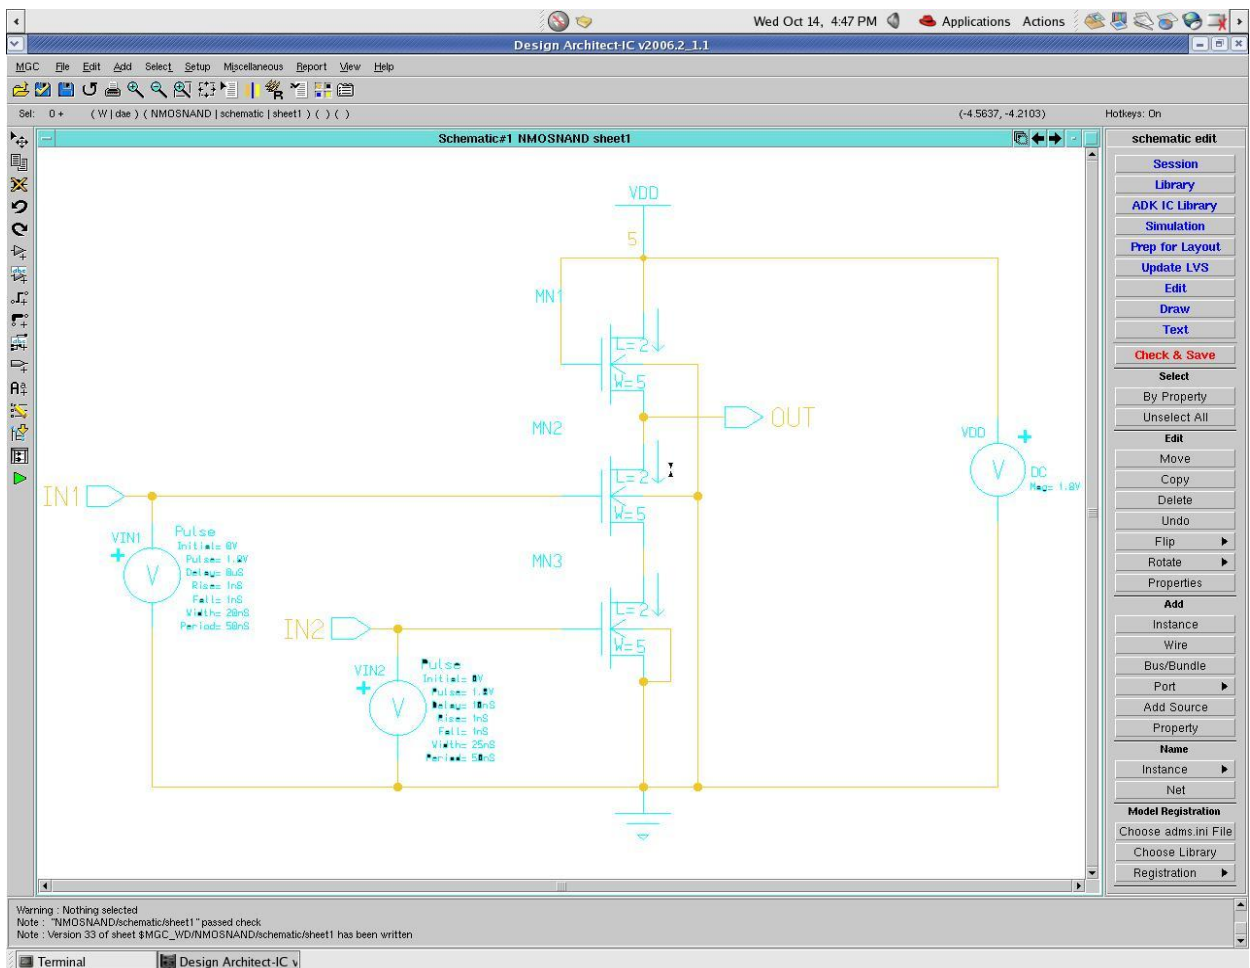 Wed Oct 14, 4:47 PM
Applications Actions
Design Architect-IC v2006.2_1.1
MGC File Edit Add Select Setup Miscellaneous Report View Help
Sel: 0 + ( W | dae ) ( NMOSNAND | schematic | sheet1 ) ( ) ( )
(-4.5637, -4.2103)
Hotkeys: On
Schematic#1 NMOSNAND sheet1
VDD
5
MN1
L=2
W=5
OUT
MN2
L=2
W=5
IN1
VIN1
+
V
Pulse
Initial= 0V
Pulse= 1.8V
Delay= 0uS
Rise= 1nS
Fall= 1nS
Width= 20nS
Period= 50nS
MN3
L=2
W=5
IN2
VIN2
+
V
Pulse
Initial= 0V
Pulse= 1.8V
Delay= 10nS
Rise= 1nS
Fall= 1nS
Width= 25nS
Period= 50nS
VDD
+
V
DC
Mag= 1.8V
schematic edit
Session
Library
ADK IC Library
Simulation
Prep for Layout
Update LVS
Edit
Draw
Text
Check & Save
Select
By Property
Unselect All
Edit
Move
Copy
Delete
Undo
Flip
Rotate
Properties
Add
Instance
Wire
Bus/Bundle
Port
Add Source
Property
Name
Instance
Net
Model Registration
Choose adms.ini File
Choose Library
Registration
Warning : Nothing selected
Note : "NMOSNAND/schematic/sheet1" passed check
Note : Version 33 of sheet $MGC_WD/NMOSNAND/schematic/sheet1 has been written
Terminal
Design Architect-IC v